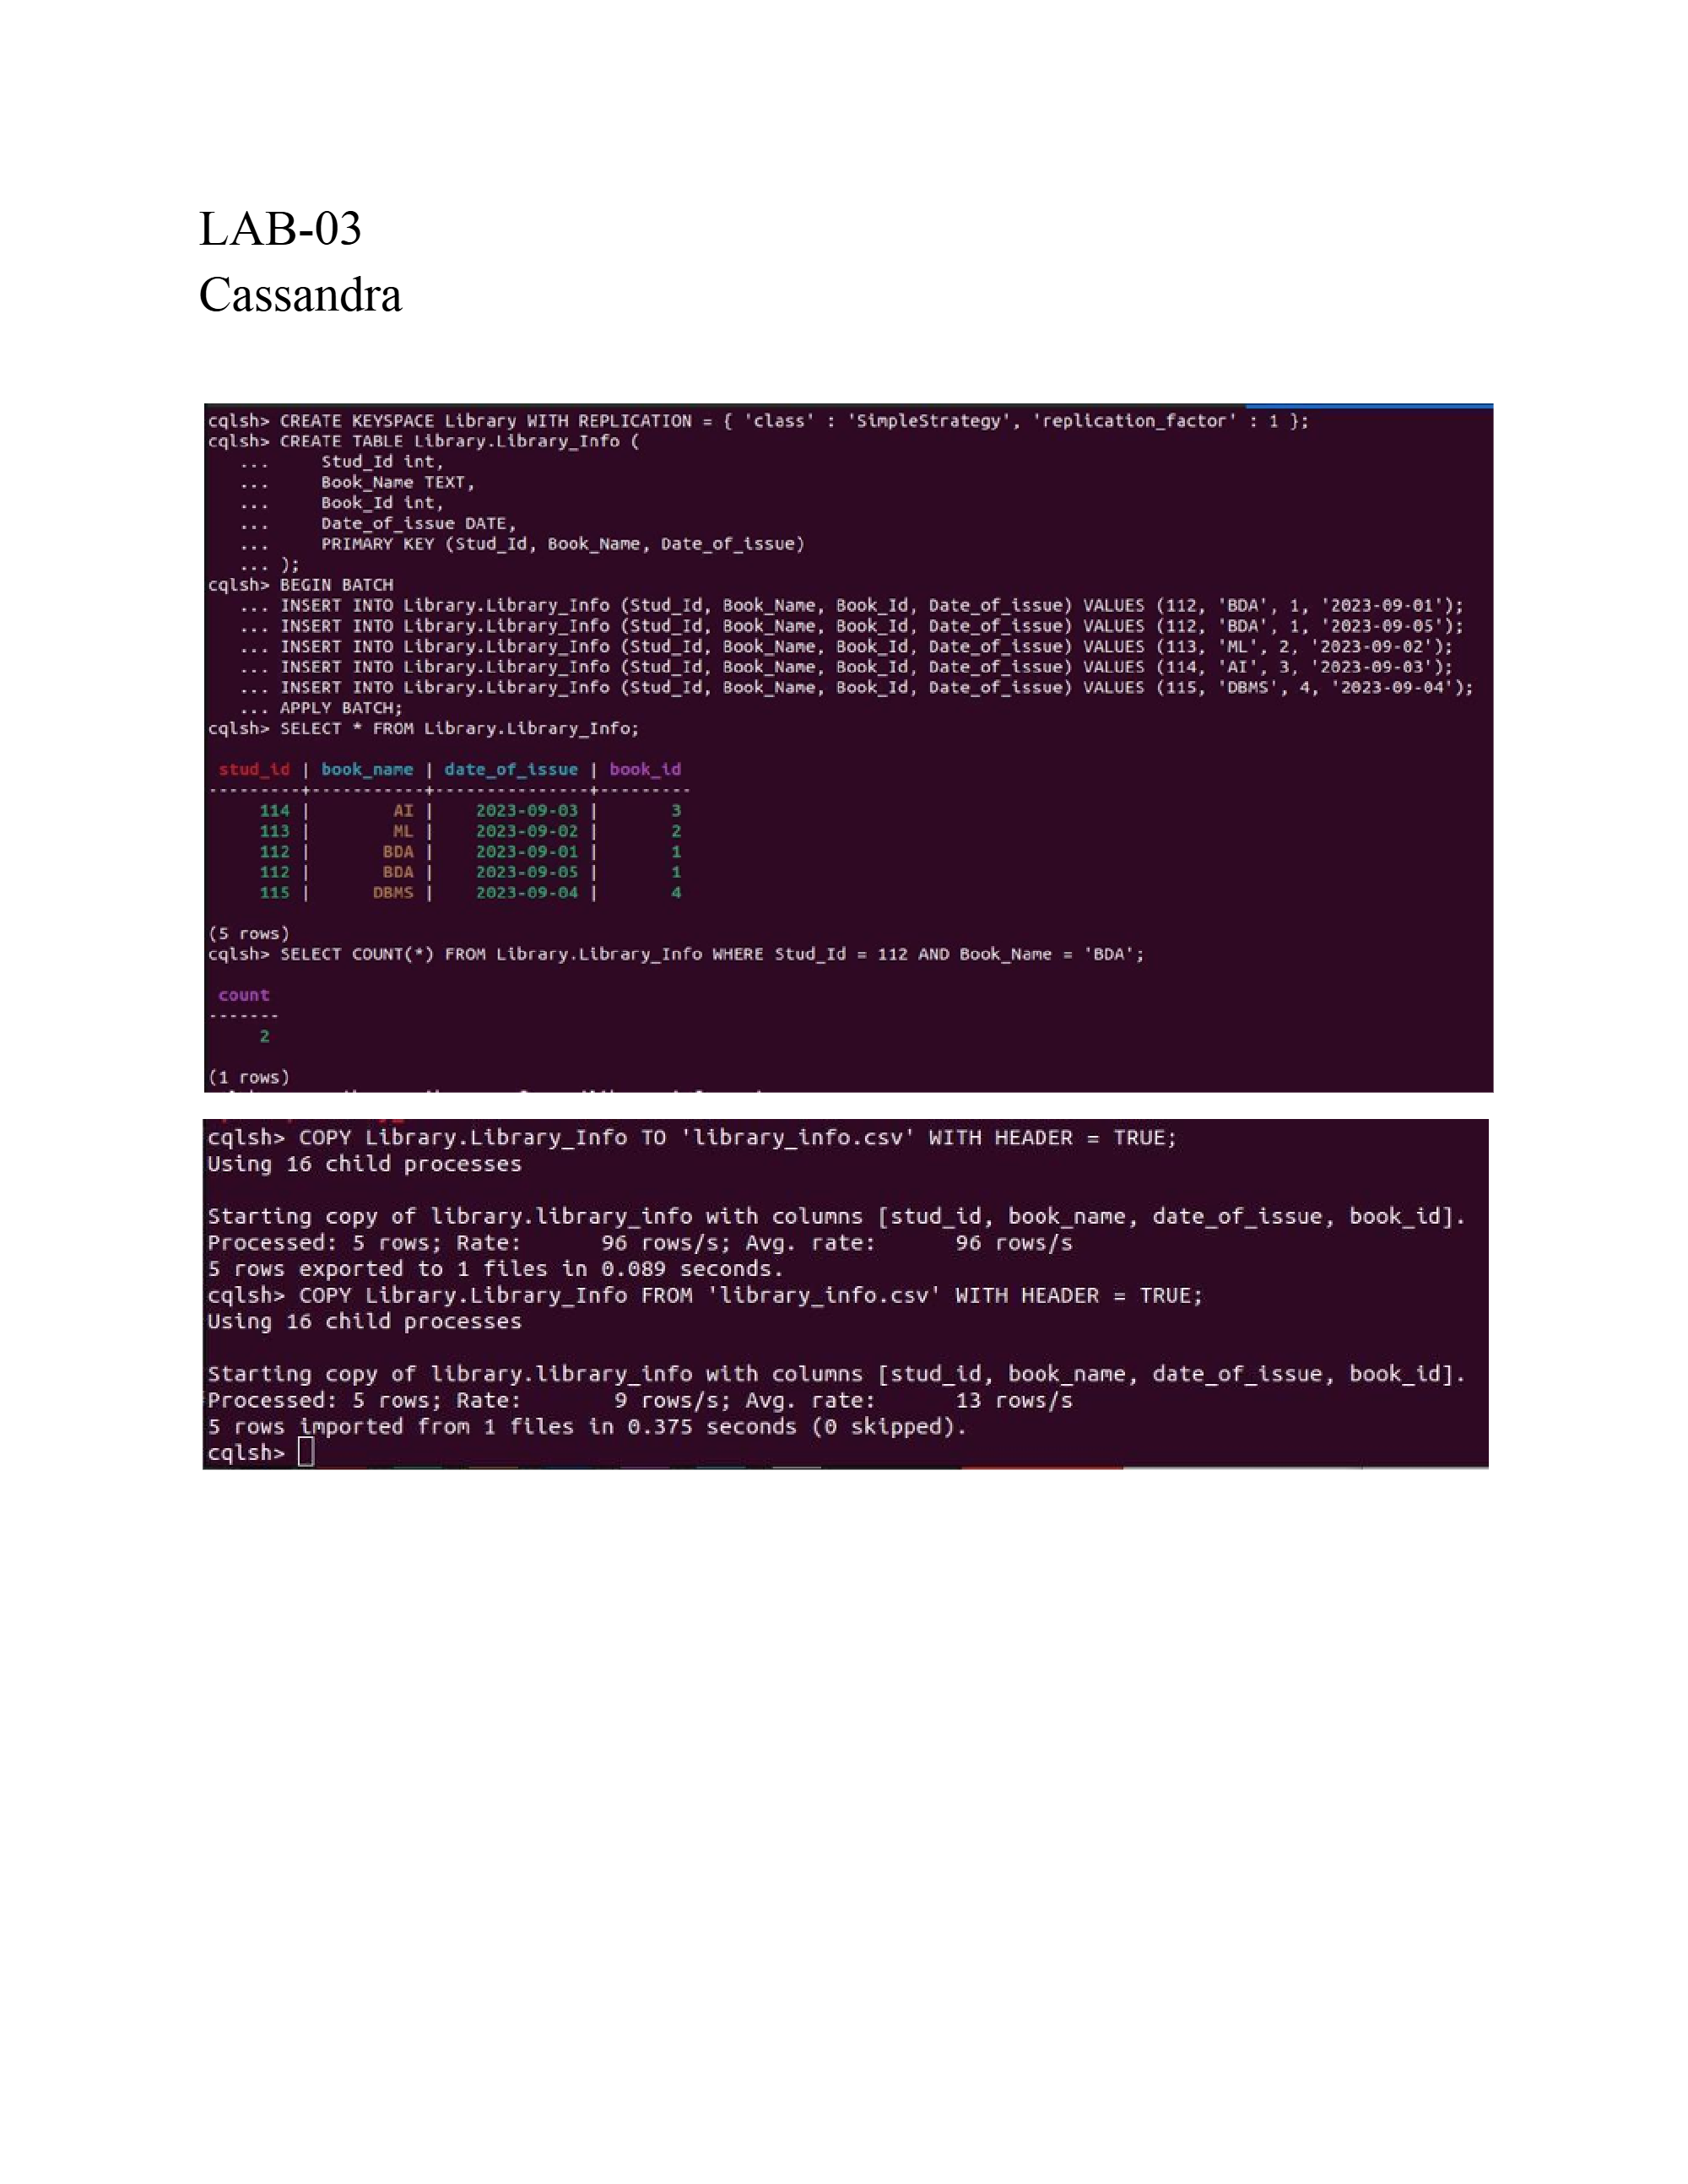 LAB-03
Cassandra
cqlsh> CREATE KEYSPACE Library WITH REPLICATION = { 'class' : 'SimpleStrategy', 'replication_factor' : 1 };
cqlsh> CREATE TABLE Library.Library_Info (
   ...     Stud_Id int,
   ...     Book_Name TEXT,
   ...     Book_Id int,
   ...     Date_of_issue DATE,
   ...     PRIMARY KEY (Stud_Id, Book_Name, Date_of_issue)
   ... );
cqlsh> BEGIN BATCH
   ... INSERT INTO Library.Library_Info (Stud_Id, Book_Name, Book_Id, Date_of_issue) VALUES (112, 'BDA', 1, '2023-09-01');
   ... INSERT INTO Library.Library_Info (Stud_Id, Book_Name, Book_Id, Date_of_issue) VALUES (112, 'BDA', 1, '2023-09-05');
   ... INSERT INTO Library.Library_Info (Stud_Id, Book_Name, Book_Id, Date_of_issue) VALUES (113, 'ML', 2, '2023-09-02');
   ... INSERT INTO Library.Library_Info (Stud_Id, Book_Name, Book_Id, Date_of_issue) VALUES (114, 'AI', 3, '2023-09-03');
   ... INSERT INTO Library.Library_Info (Stud_Id, Book_Name, Book_Id, Date_of_issue) VALUES (115, 'DBMS', 4, '2023-09-04');
   ... APPLY BATCH;
cqlsh> SELECT * FROM Library.Library_Info;
 stud_id | book_name | date_of_issue | book_id
---------+-----------+---------------+---------
     114 |        AI |    2023-09-03 |       3
     113 |        ML |    2023-09-02 |       2
     112 |       BDA |    2023-09-01 |       1
     112 |       BDA |    2023-09-05 |       1
     115 |      DBMS |    2023-09-04 |       4
(5 rows)
cqlsh> SELECT COUNT(*) FROM Library.Library_Info WHERE Stud_Id = 112 AND Book_Name = 'BDA';
 count
-------
     2
(1 rows)
cqlsh> COPY Library.Library_Info TO 'library_info.csv' WITH HEADER = TRUE;
Using 16 child processes
Starting copy of library.library_info with columns [stud_id, book_name, date_of_issue, book_id].
Processed: 5 rows; Rate:      96 rows/s; Avg. rate:      96 rows/s
5 rows exported to 1 files in 0.089 seconds.
cqlsh> COPY Library.Library_Info FROM 'library_info.csv' WITH HEADER = TRUE;
Using 16 child processes
Starting copy of library.library_info with columns [stud_id, book_name, date_of_issue, book_id].
Processed: 5 rows; Rate:       9 rows/s; Avg. rate:      13 rows/s
5 rows imported from 1 files in 0.375 seconds (0 skipped).
cqlsh>